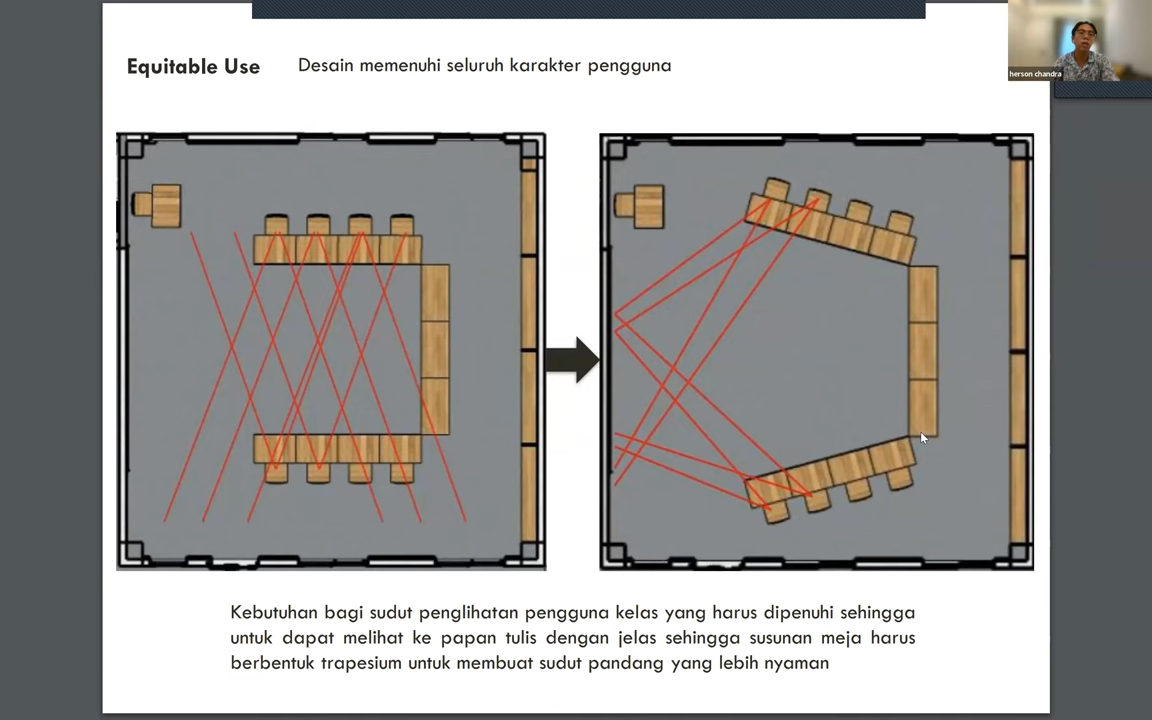 herson chandra
Equitable Use
Desain memenuhi seluruh karakter pengguna
Kebutuhan bagi sudut penglihatan pengguna kelas yang harus dipenuhi sehingga
untuk dapat melihat ke papan tulis dengan jelas sehingga susunan meja harus
berbentuk trapesium untuk membuat sudut pandang yang lebih nyaman